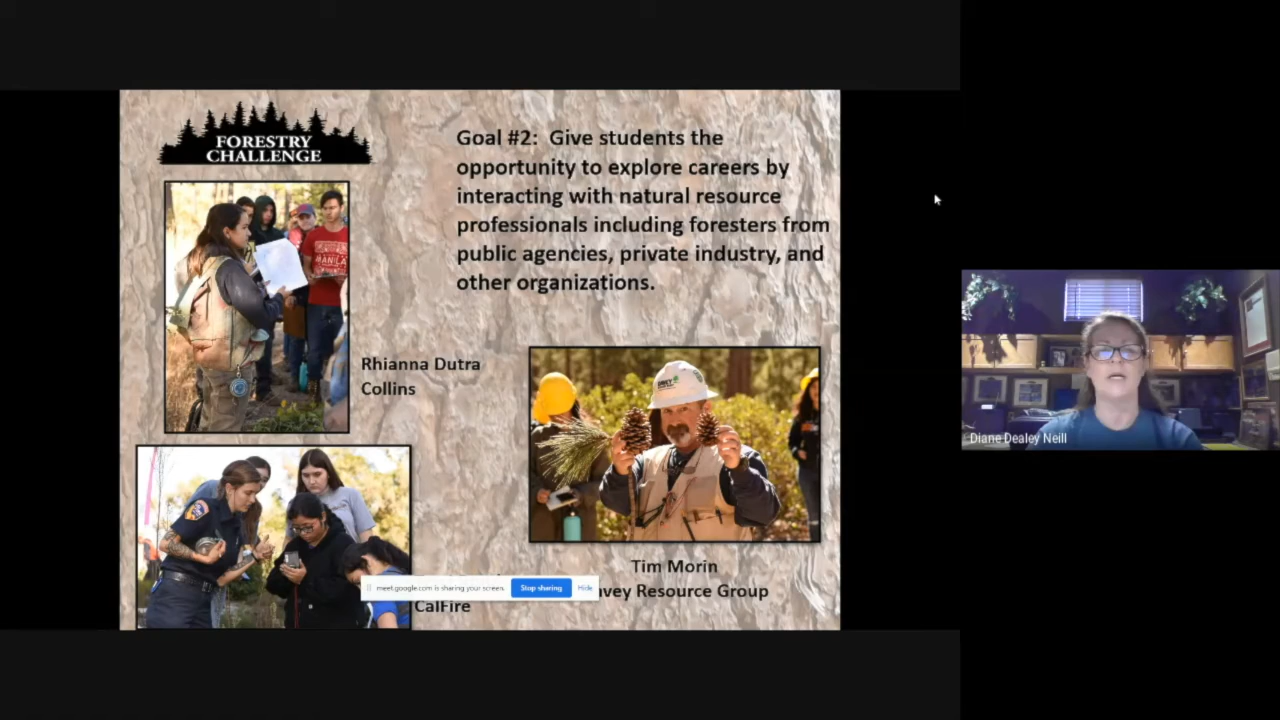 FORESTRY
CHALLENGE
Goal #2: Give students the
opportunity to explore careers by
interacting with natural resource
professionals including foresters from
public agencies, private industry, and
other organizations.
Rhianna Dutra
Collins
Tim Morin
avey Resource Group
CalFire
meet.google.com is sharing your screen.
Stop sharing
Hide
Diane Dealey Neill